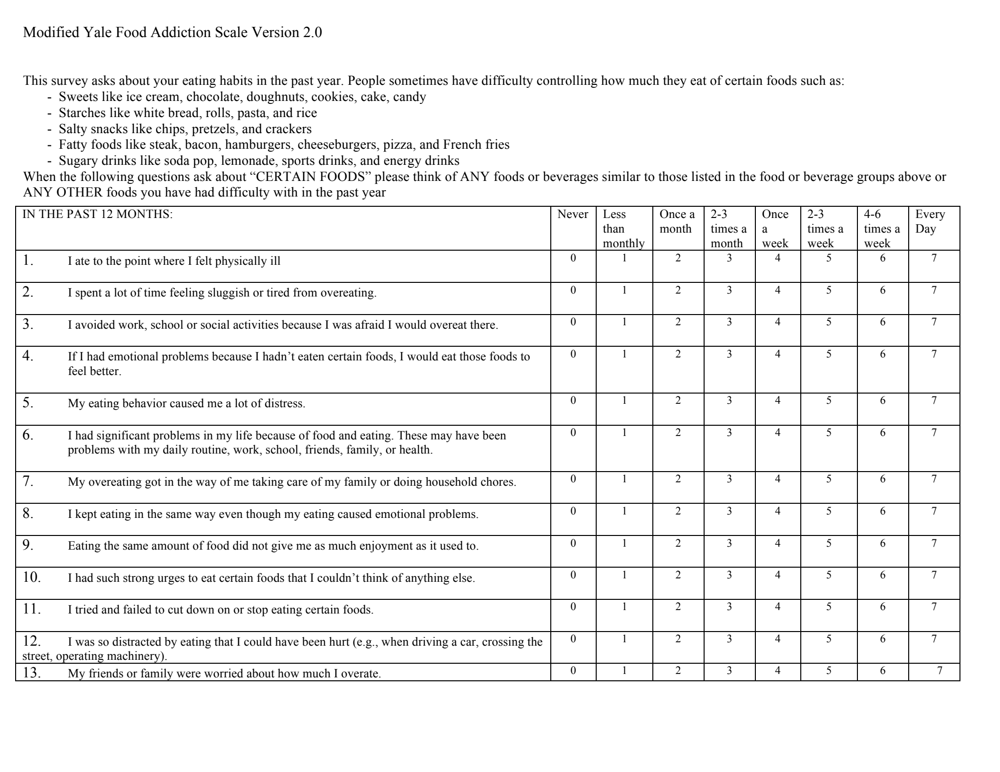 Modified Yale Food Addiction Scale Version 2.0
This survey asks about your eating habits in the past year. People sometimes have difficulty controlling how much they eat of certain foods such as:
- Sweets like ice cream, chocolate, doughnuts, cookies, cake, candy
- Starches like white bread, rolls, pasta, and rice
- Salty snacks like chips, pretzels, and crackers
- Fatty foods like steak, bacon, hamburgers, cheeseburgers, pizza, and French fries
- Sugary drinks like soda pop, lemonade, sports drinks, and energy drinks
When the following questions ask about “CERTAIN FOODS” please think of ANY foods or beverages similar to those listed in the food or beverage groups above or
ANY OTHER foods you have had difficulty with in the past year
IN THE PAST 12 MONTHS:
Never
Less
than
monthly
Once a
month
2-3
times a
month
Once
a
week
2-3
times a
week
4-6
times a
week
Every
Day
1. I ate to the point where I felt physically ill 0 1 2 3 4 5 6 7
2. I spent a lot of time feeling sluggish or tired from overeating. 0 1 2 3 4 5 6 7
3. I avoided work, school or social activities because I was afraid I would overeat there. 0 1 2 3 4 5 6 7
4. If I had emotional problems because I hadn’t eaten certain foods, I would eat those foods to
feel better.
0 1 2 3 4 5 6 7
5. My eating behavior caused me a lot of distress. 0 1 2 3 4 5 6 7
6. I had significant problems in my life because of food and eating. These may have been
problems with my daily routine, work, school, friends, family, or health.
0 1 2 3 4 5 6 7
7. My overeating got in the way of me taking care of my family or doing household chores. 0 1 2 3 4 5 6 7
8. I kept eating in the same way even though my eating caused emotional problems. 0 1 2 3 4 5 6 7
9. Eating the same amount of food did not give me as much enjoyment as it used to. 0 1 2 3 4 5 6 7
10. I had such strong urges to eat certain foods that I couldn’t think of anything else. 0 1 2 3 4 5 6 7
11. I tried and failed to cut down on or stop eating certain foods. 0 1 2 3 4 5 6 7
12. I was so distracted by eating that I could have been hurt (e.g., when driving a car, crossing the
street, operating machinery).
0 1 2 3 4 5 6 7
13. My friends or family were worried about how much I overate. 0 1 2 3 4 5 6 7